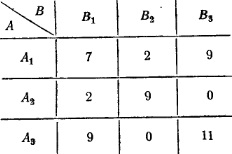 B
A B₁ B₂ B₃
A₁ 7 2 9
A₂ 2 9 0
A₃ 9 0 11